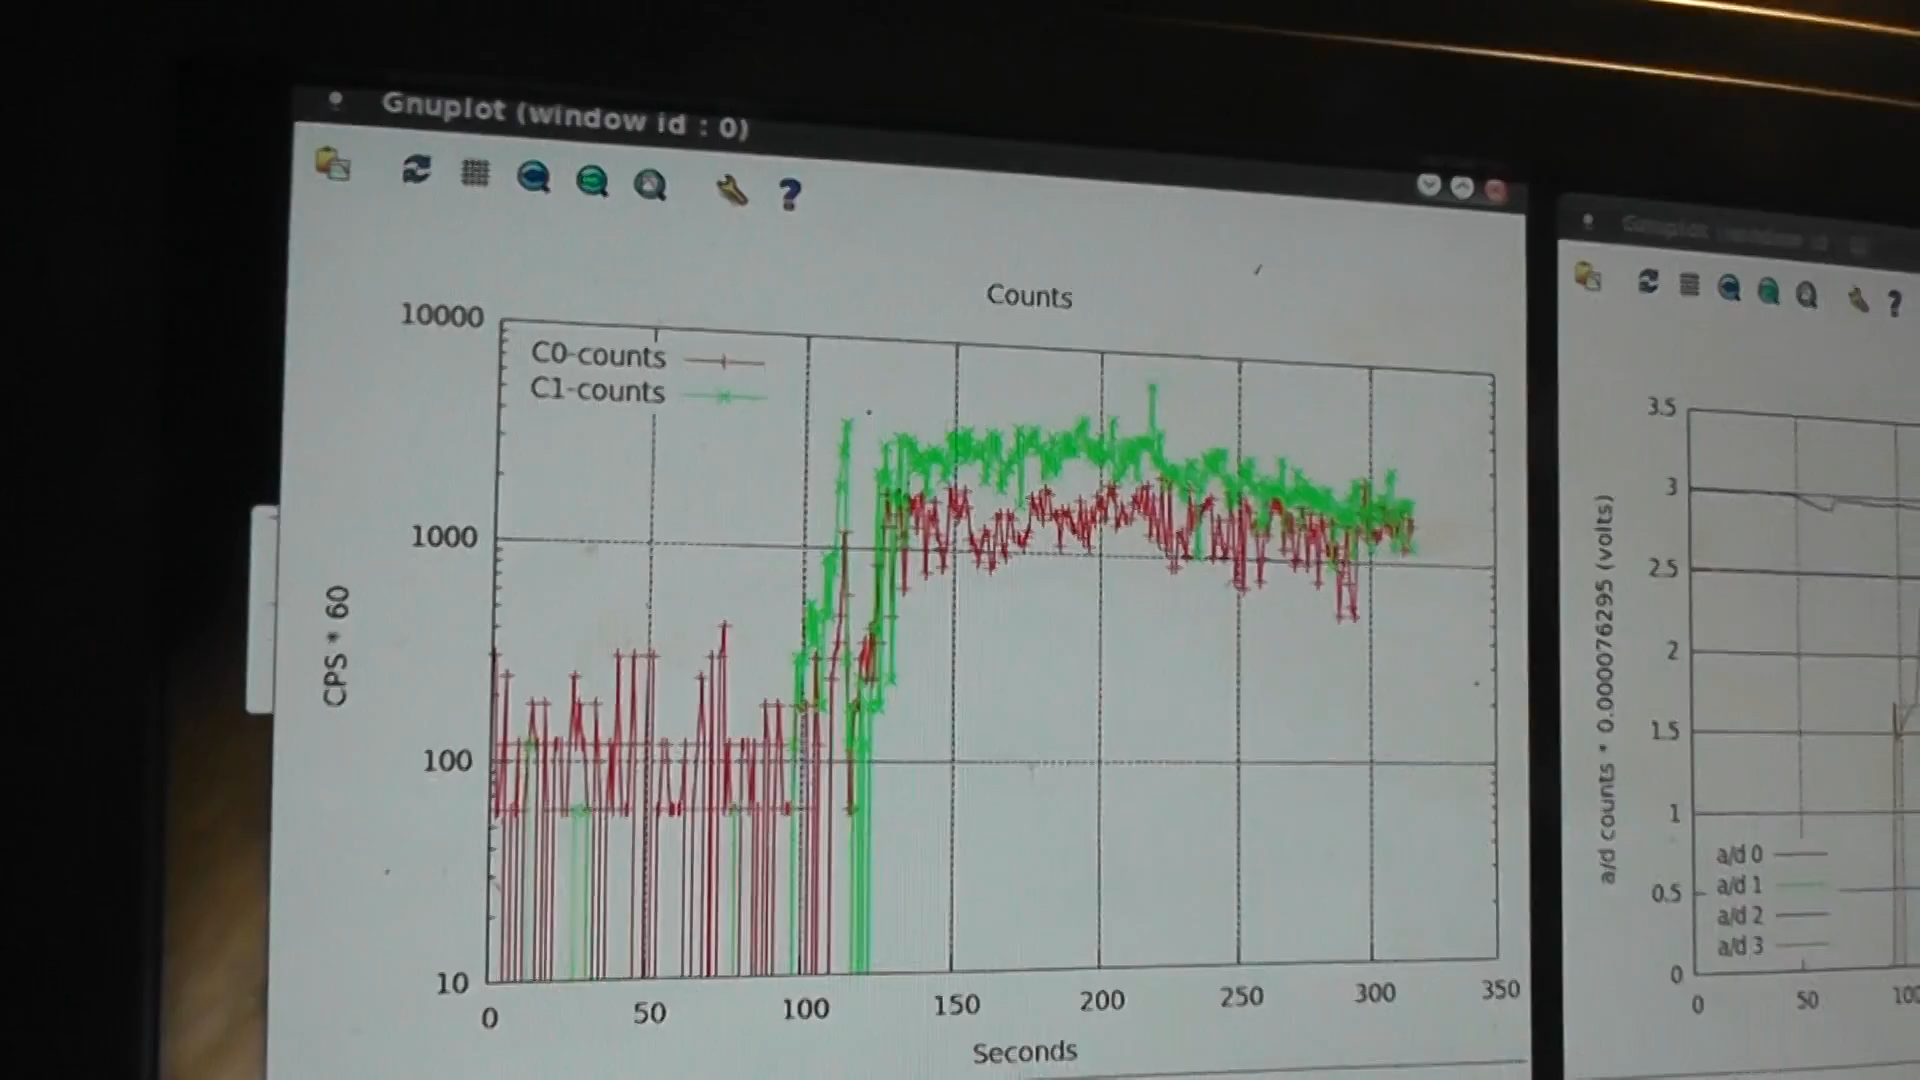 Gnuplot (window id : 0)
Counts
10000
C0-counts
C1-counts
1000
CPS * 60
100
10
0 50 100 150 200 250 300 350
Seconds
3.5
3
2.5
2
1.5
1
0.5
0
a/d counts * 0.000076295 (volts)
a/d 0
a/d 1
a/d 2
a/d 3
0 50 100